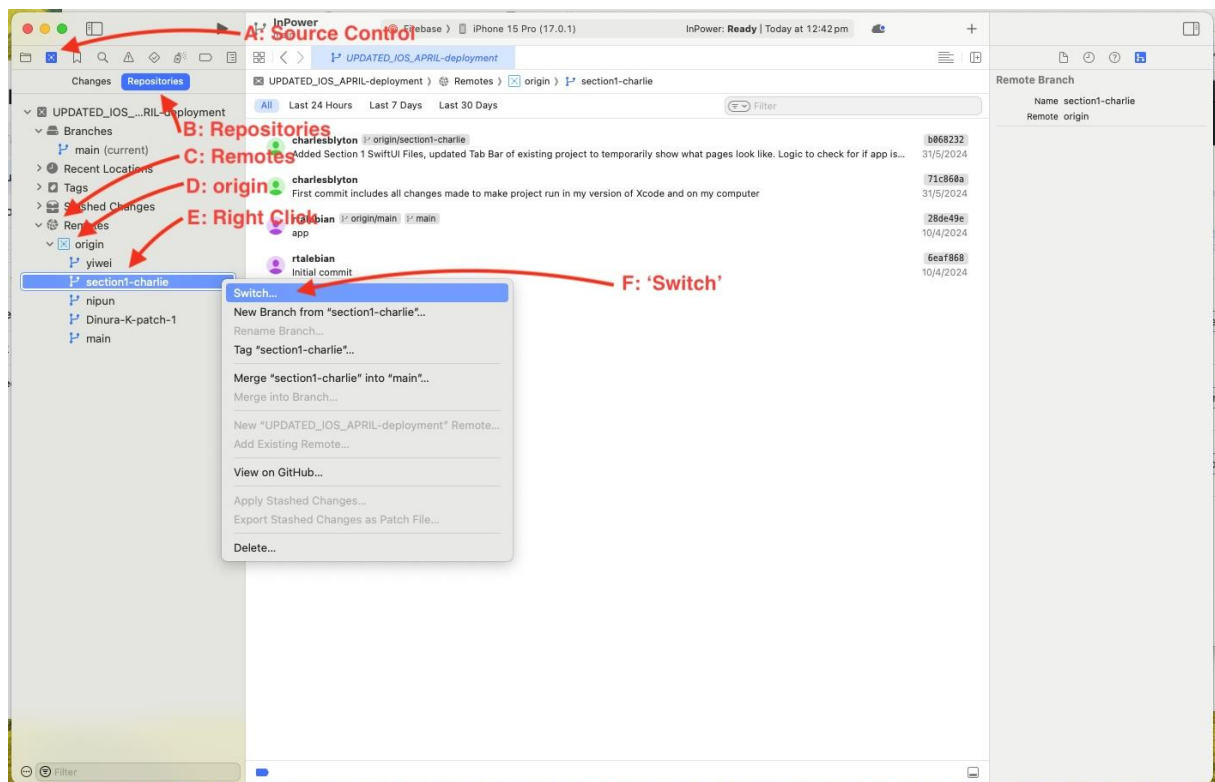 InPower
Firebase 〉 iPhone 15 Pro (17.0.1)
InPower: Ready | Today at 12:42 pm
A: Source Control
UPDATED_IOS_APRIL-deployment
Changes Repositories
UPDATED_IOS_APRIL-deployment 〉 Remotes 〉 origin 〉 section1-charlie
Remote Branch
Name section1-charlie
Remote origin
All Last 24 Hours Last 7 Days Last 30 Days
Filter
UPDATED_IOS_...RIL-deployment
Branches
main (current)
Recent Locations
Tags
Stashed Changes
Remotes
origin
yiwei
section1-charlie
nipun
Dinura-K-patch-1
main
B: Repositories
C: Remotes
D: origin
E: Right Click
F: ‘Switch’
charlesblyton origin/section1-charlie b068232
Added Section 1 SwiftUI Files, updated Tab Bar of existing project to temporarily show what pages look like. Logic to check for if app is... 31/5/2024
charlesblyton 71c860a
First commit includes all changes made to make project run in my version of Xcode and on my computer 31/5/2024
rtalebian origin/main main 28de49e
app 10/4/2024
rtalebian 6eaf868
Initial commit 10/4/2024
Switch...
New Branch from “section1-charlie”...
Rename Branch...
Tag “section1-charlie”...
Merge “section1-charlie” into “main”...
Merge into Branch...
New “UPDATED_IOS_APRIL-deployment” Remote...
Add Existing Remote...
View on GitHub...
Apply Stashed Changes...
Export Stashed Changes as Patch File...
Delete...
Filter